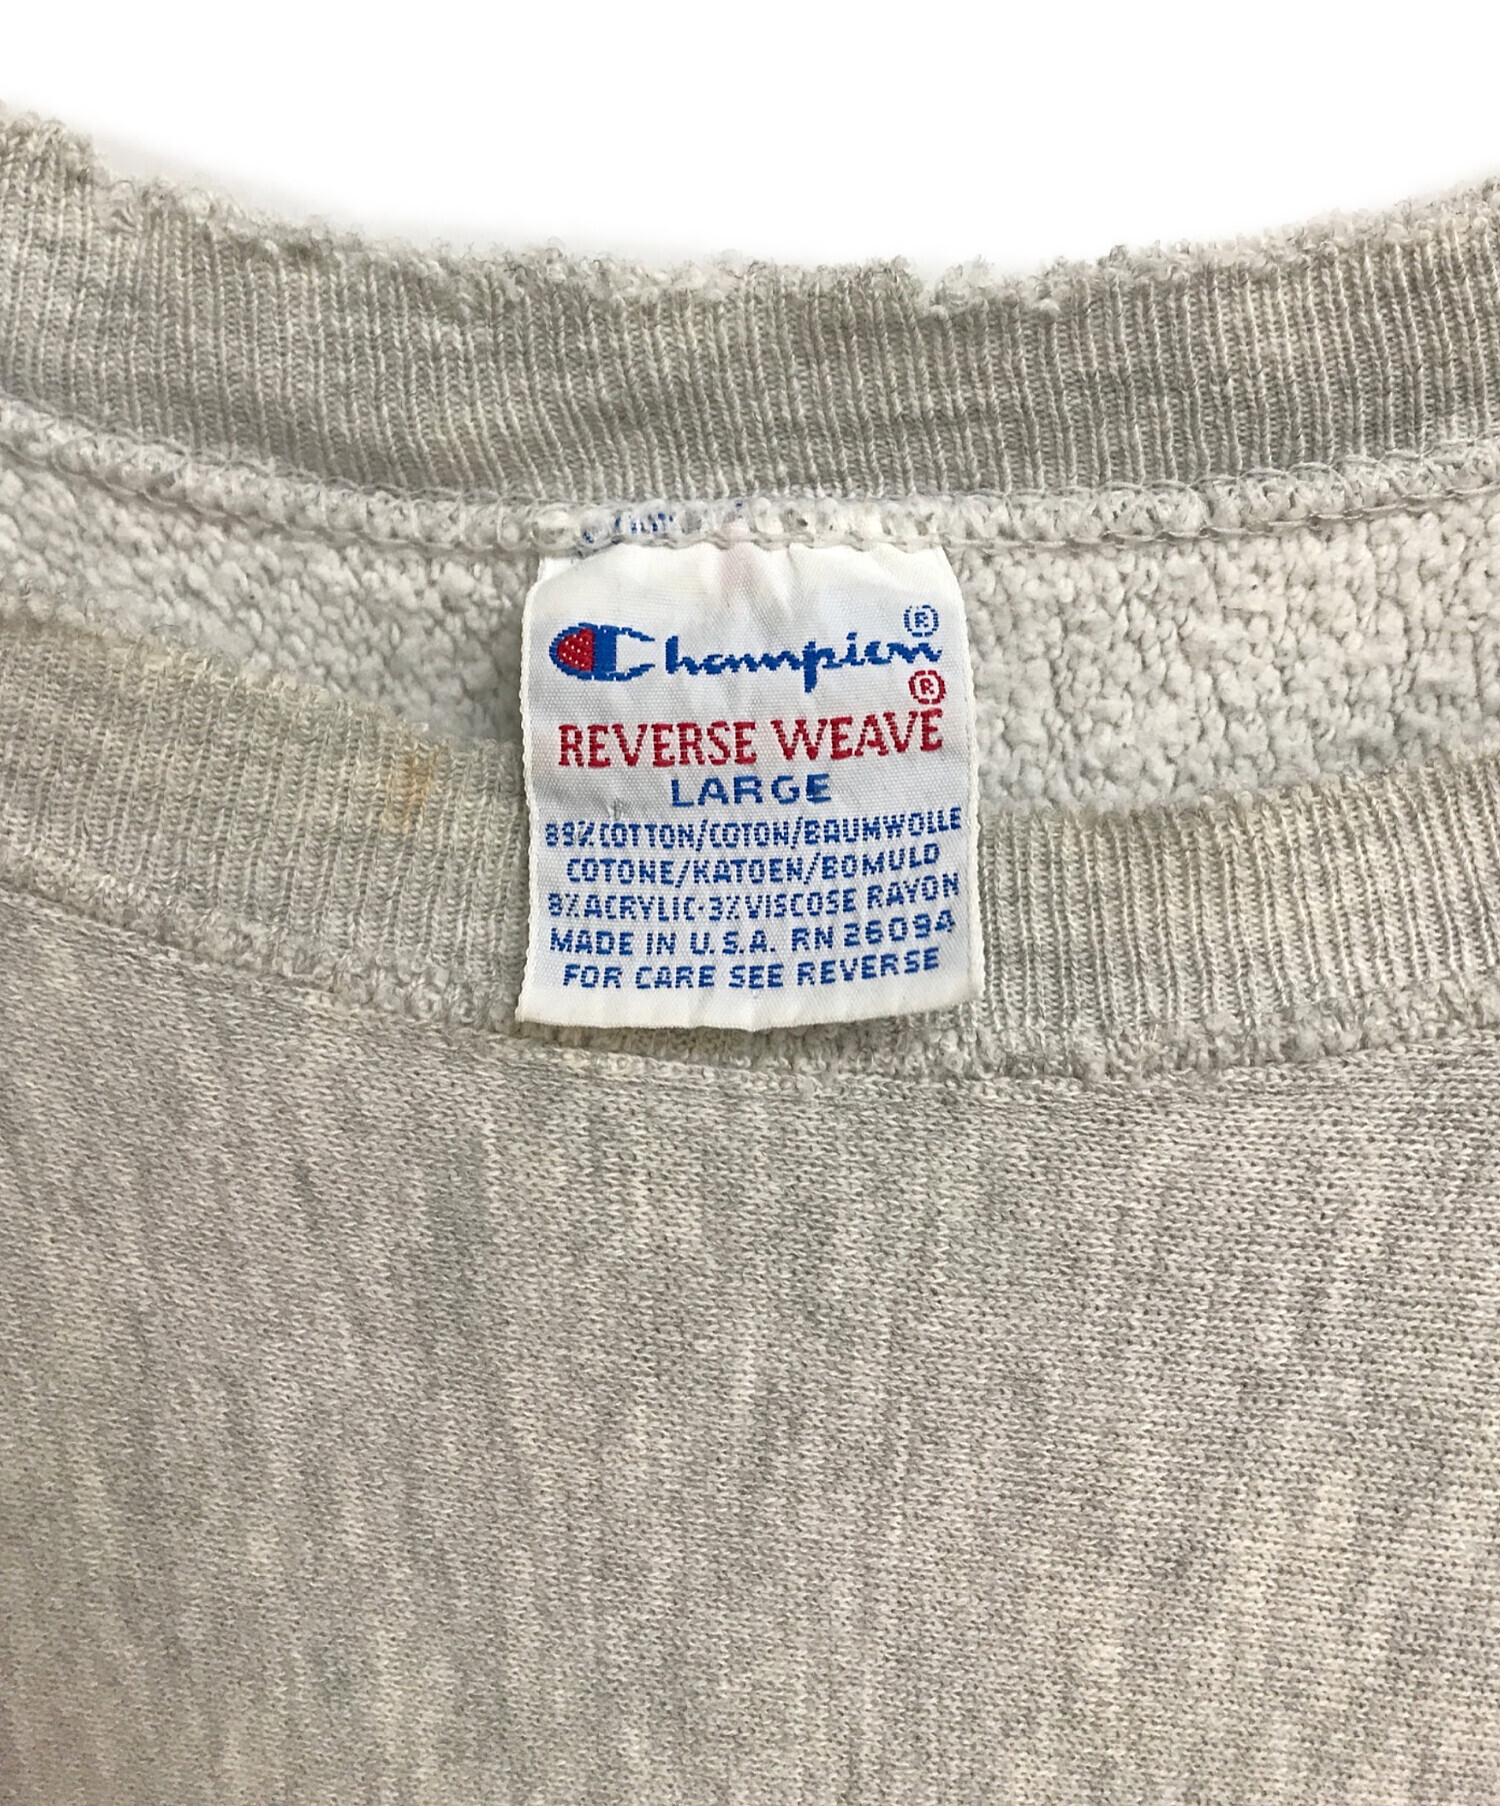 Champion®
REVERSE WEAVE®
LARGE
89% COTTON/COTON/BAUMWOLLE
COTONE/KATOEN/BOMULD
8% ACRYLIC·3% VISCOSE RAYON
MADE IN U.S.A. RN 26094
FOR CARE SEE REVERSE